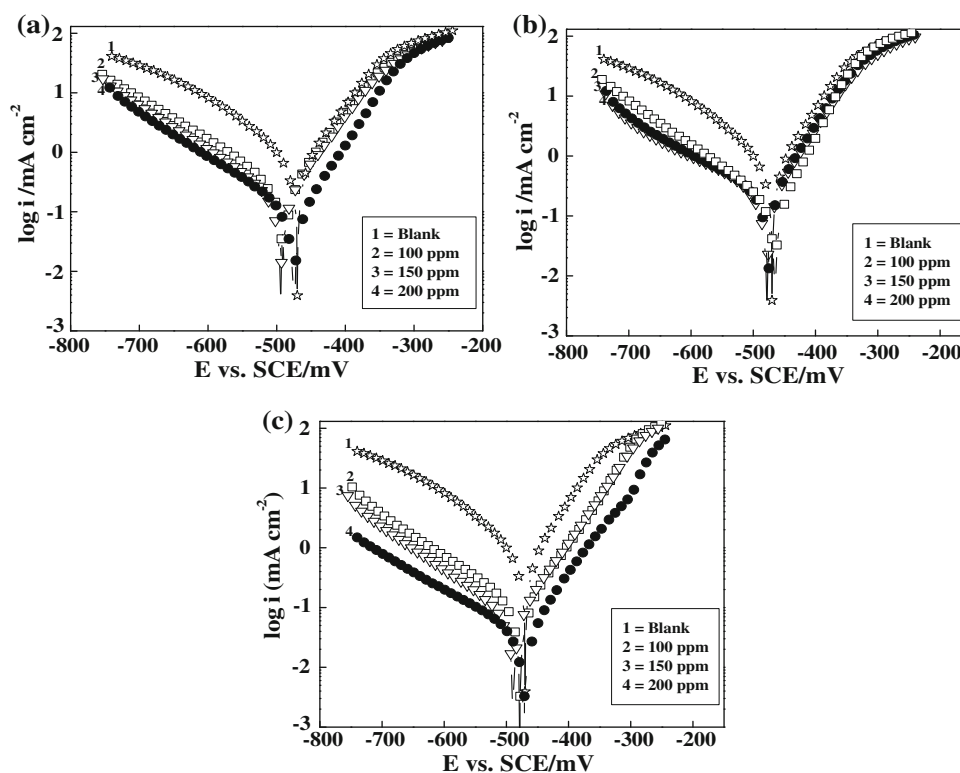 (a)
2
1
0
-1
-2
-3
log i /mA cm-2
1
2
3
4
1 = Blank
2 = 100 ppm
3 = 150 ppm
4 = 200 ppm
-800 -700 -600 -500 -400 -300 -200
E vs. SCE/mV
(b)
2
1
0
-1
-2
-3
log i /mA cm-2
1
2
3
4
1 = Blank
2 = 100 ppm
3 = 150 ppm
4 = 200 ppm
-800 -700 -600 -500 -400 -300 -200
E vs. SCE/mV
(c)
2
1
0
-1
-2
-3
log i (mA cm-2)
1
2
3
4
1 = Blank
2 = 100 ppm
3 = 150 ppm
4 = 200 ppm
-800 -700 -600 -500 -400 -300 -200
E vs. SCE/mV